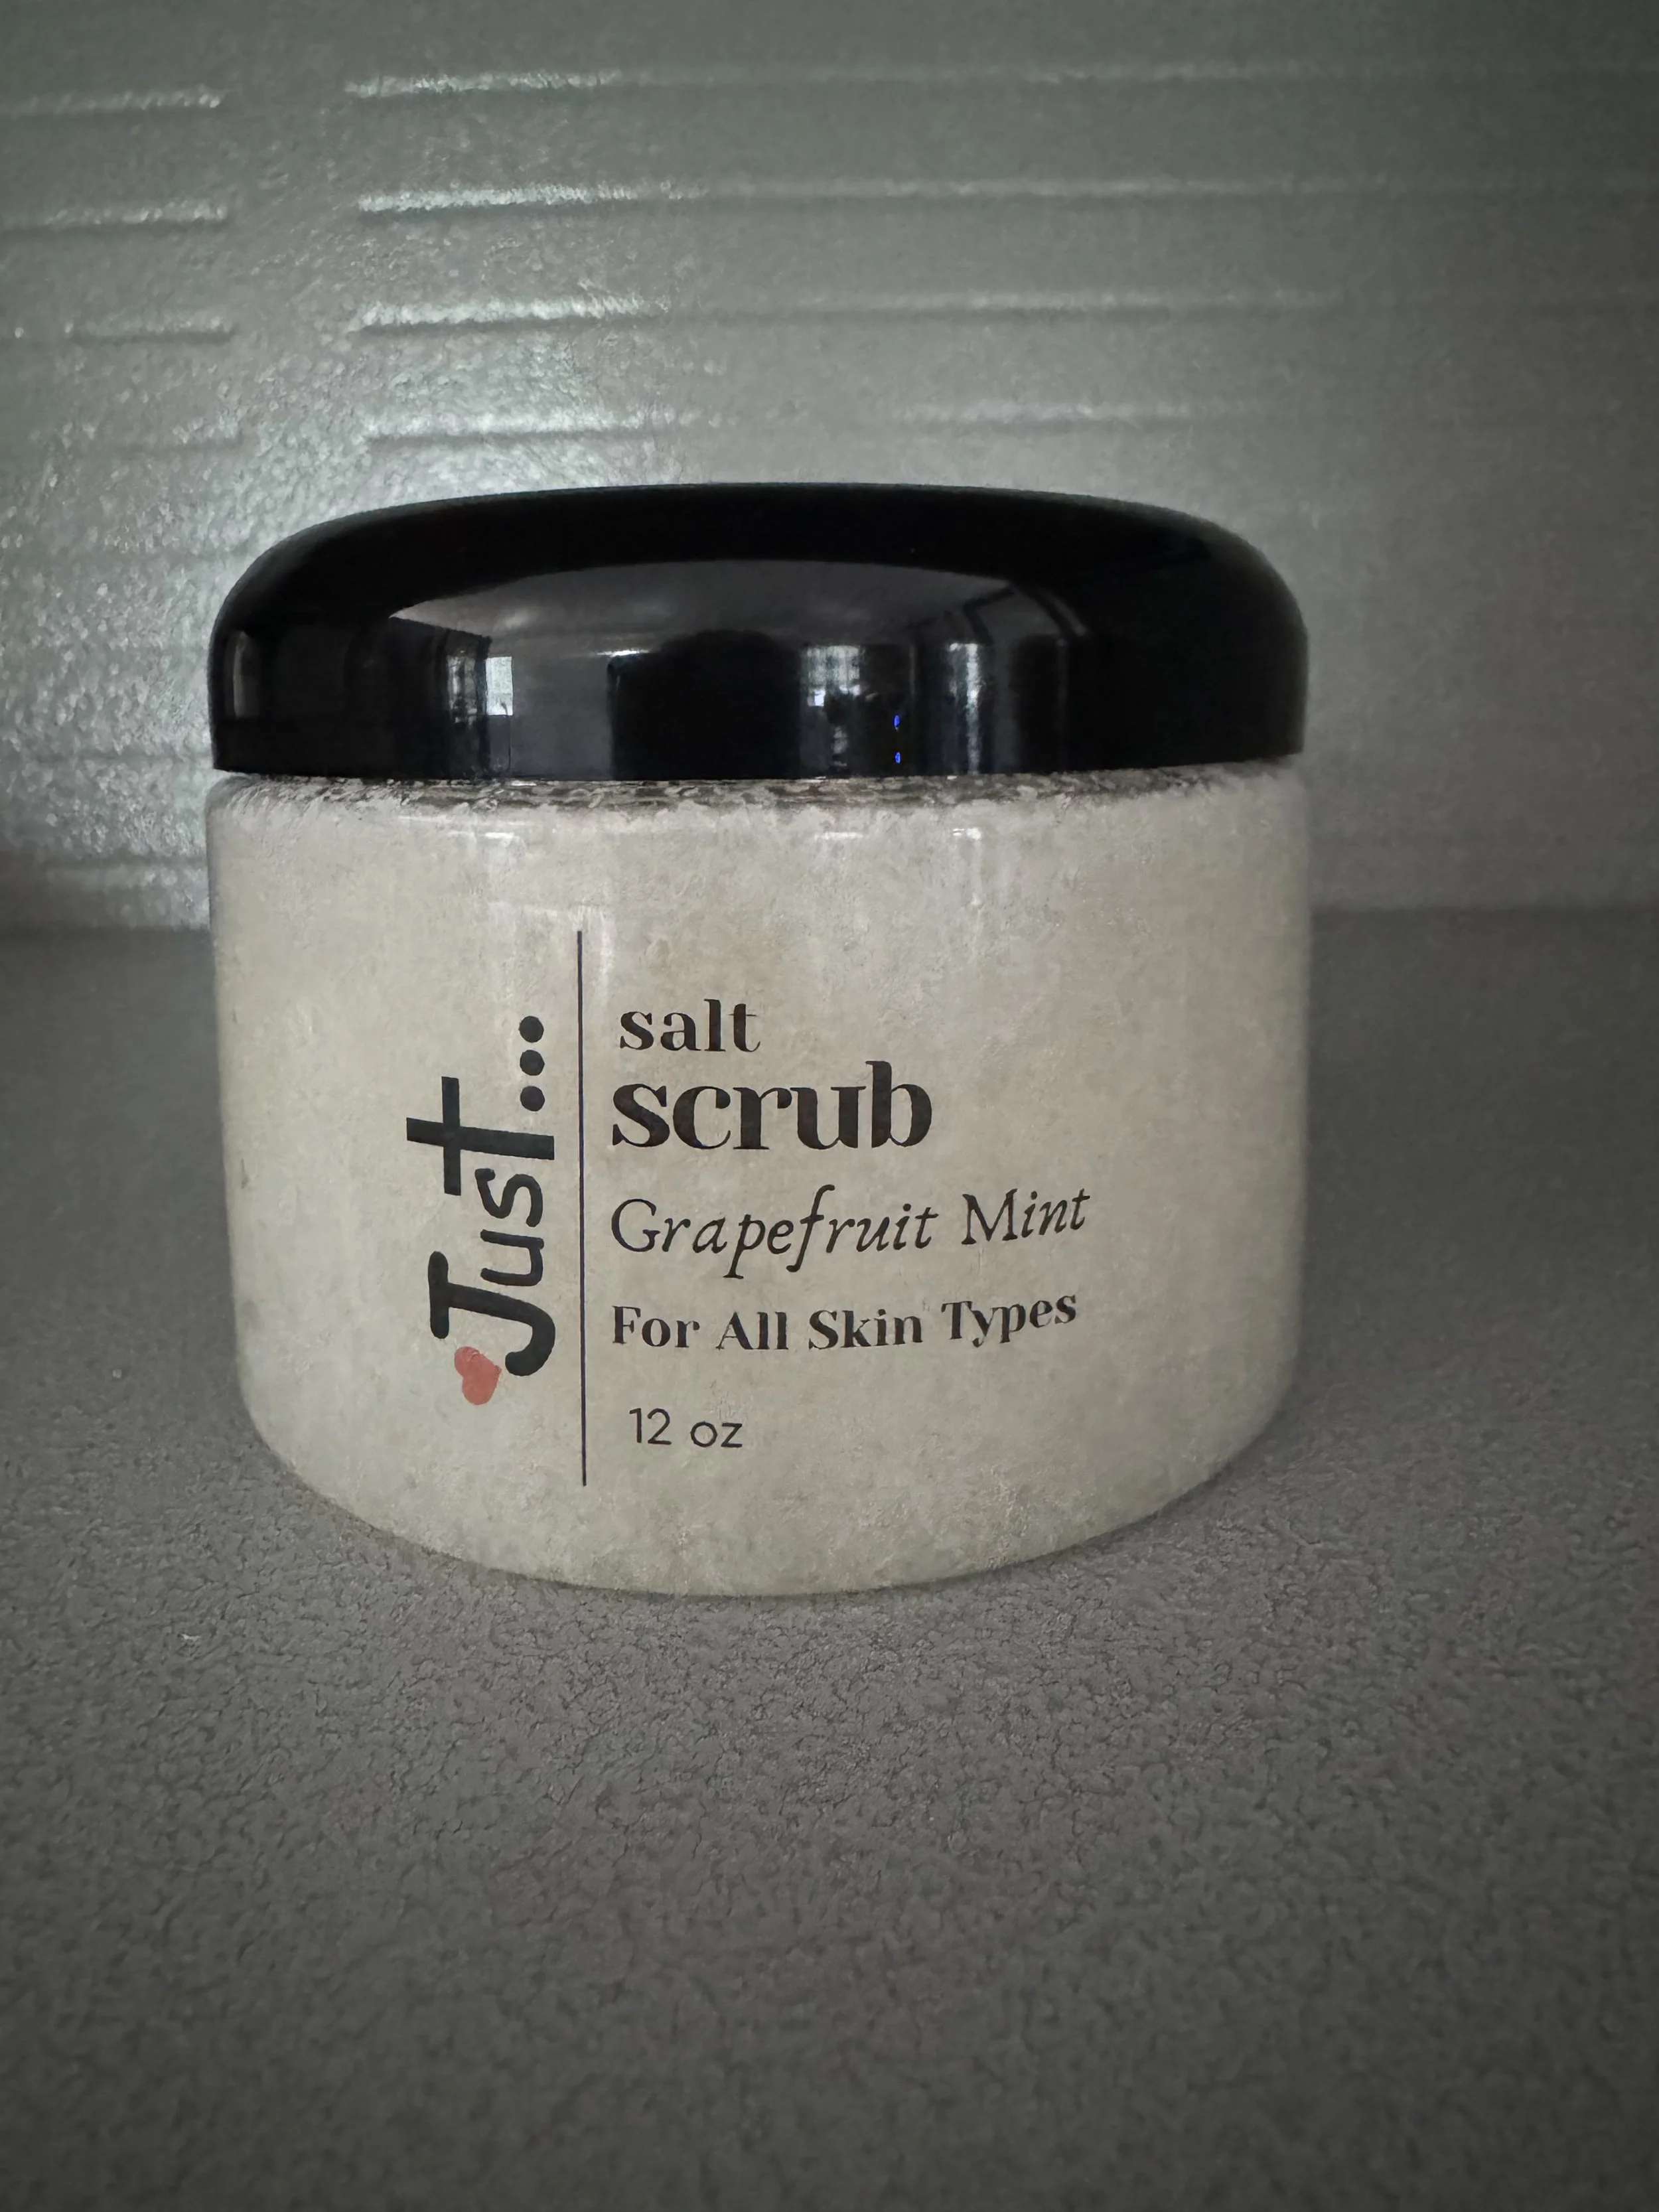 Just...
salt
scrub
Grapefruit Mint
For All Skin Types
12 oz